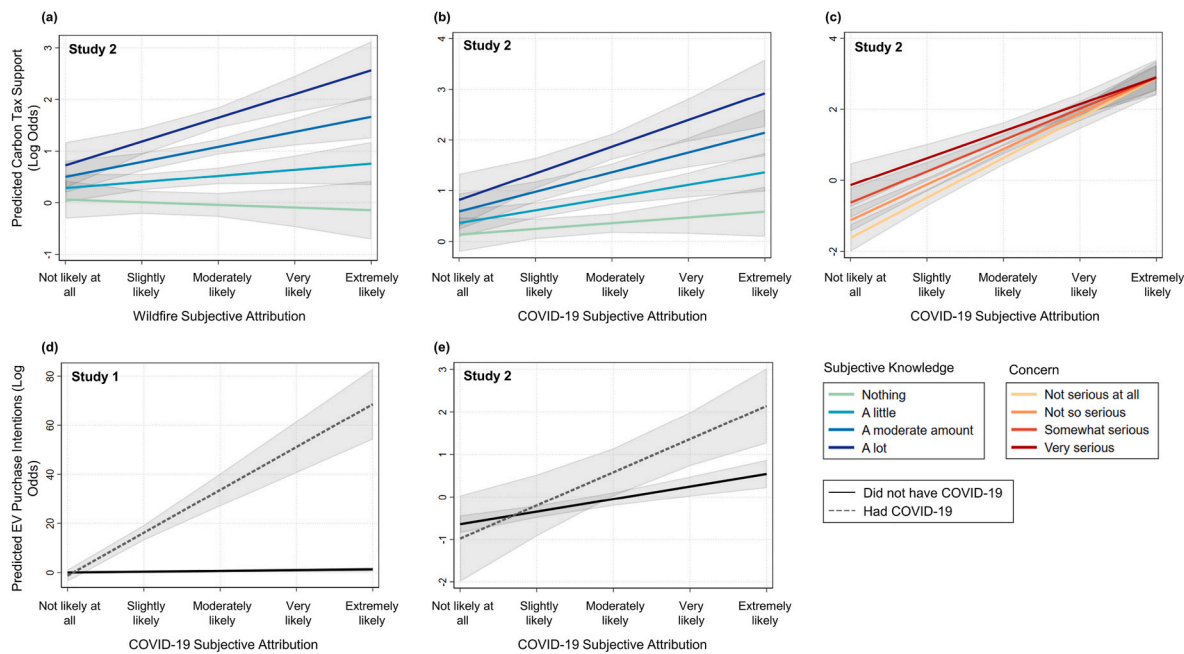 (a)
Study 2
Predicted Carbon Tax Support
(Log Odds)
3
2
1
0
-1
Not likely at
all
Slightly
likely
Moderately
likely
Very
likely
Extremely
likely
Wildfire Subjective Attribution
(b)
Study 2
4
3
2
1
0
Not likely at
all
Slightly
likely
Moderately
likely
Very
likely
Extremely
likely
COVID-19 Subjective Attribution
(c)
Study 2
4
2
0
-2
Not likely at
all
Slightly
likely
Moderately
likely
Very
likely
Extremely
likely
COVID-19 Subjective Attribution
(d)
Study 1
Predicted EV Purchase Intentions (Log
Odds)
80
60
40
20
0
Not likely at
all
Slightly
likely
Moderately
likely
Very
likely
Extremely
likely
COVID-19 Subjective Attribution
(e)
Study 2
3
2
1
0
-1
-2
Not likely at
all
Slightly
likely
Moderately
likely
Very
likely
Extremely
likely
COVID-19 Subjective Attribution
Subjective Knowledge
Nothing
A little
A moderate amount
A lot
Concern
Not serious at all
Not so serious
Somewhat serious
Very serious
Did not have COVID-19
Had COVID-19